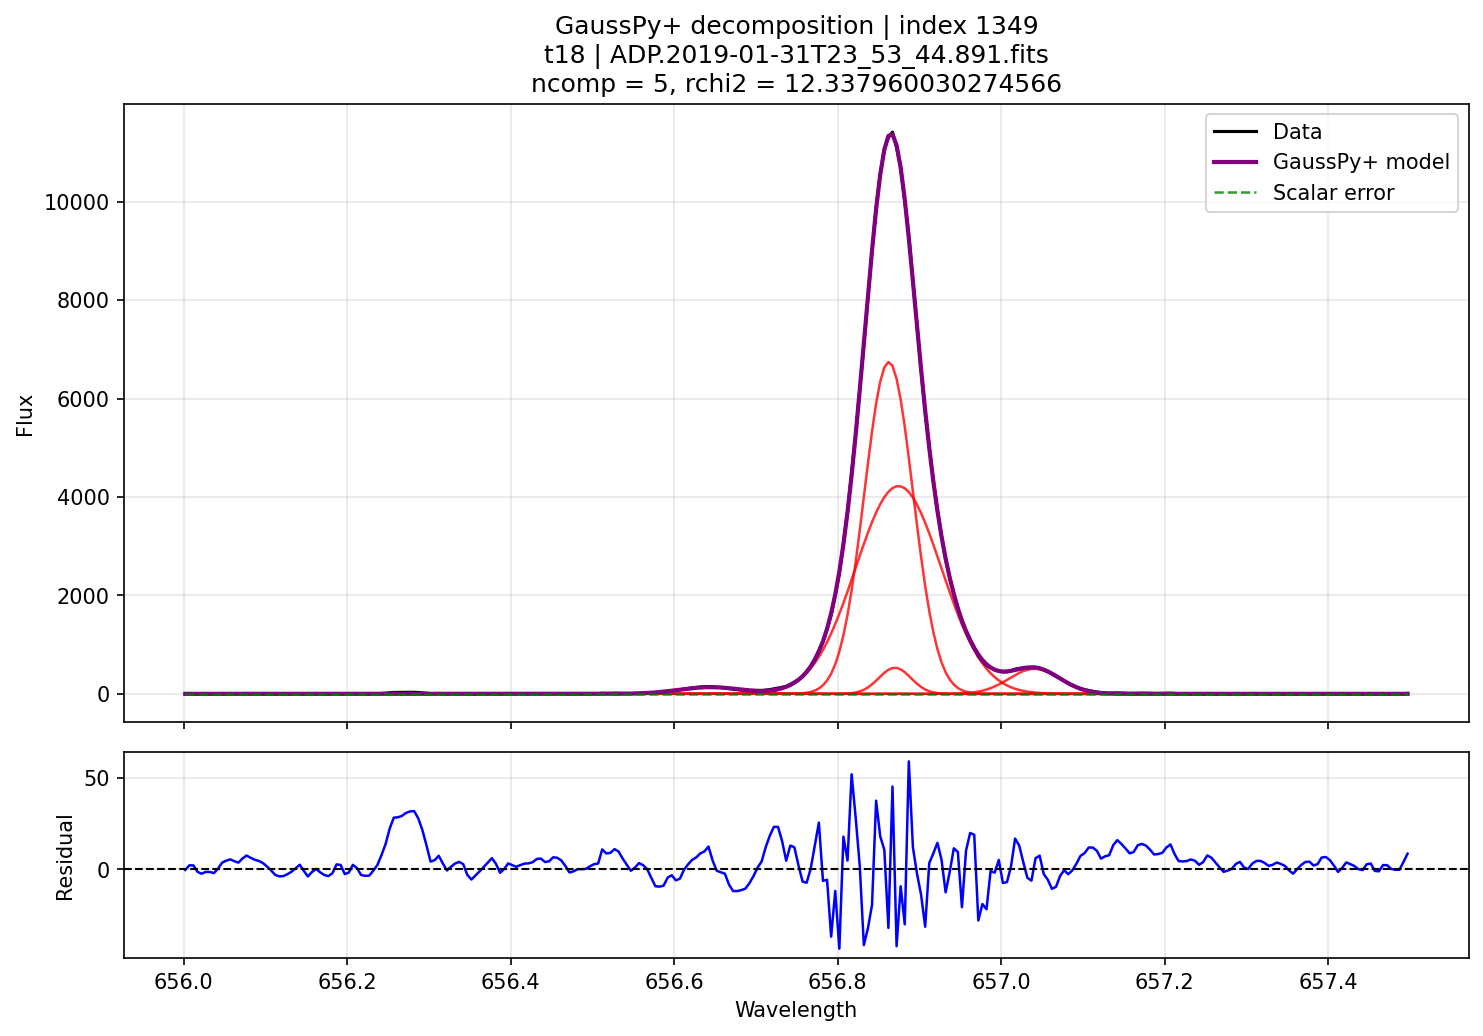 GaussPy+ decomposition | index 1349
t18 | ADP.2019-01-31T23_53_44.891.fits
ncomp = 5, rchi2 = 12.337960030274566
Data
GaussPy+ model
Scalar error
Flux
10000
8000
6000
4000
2000
0
Residual
50
0
656.0 656.2 656.4 656.6 656.8 657.0 657.2 657.4
Wavelength